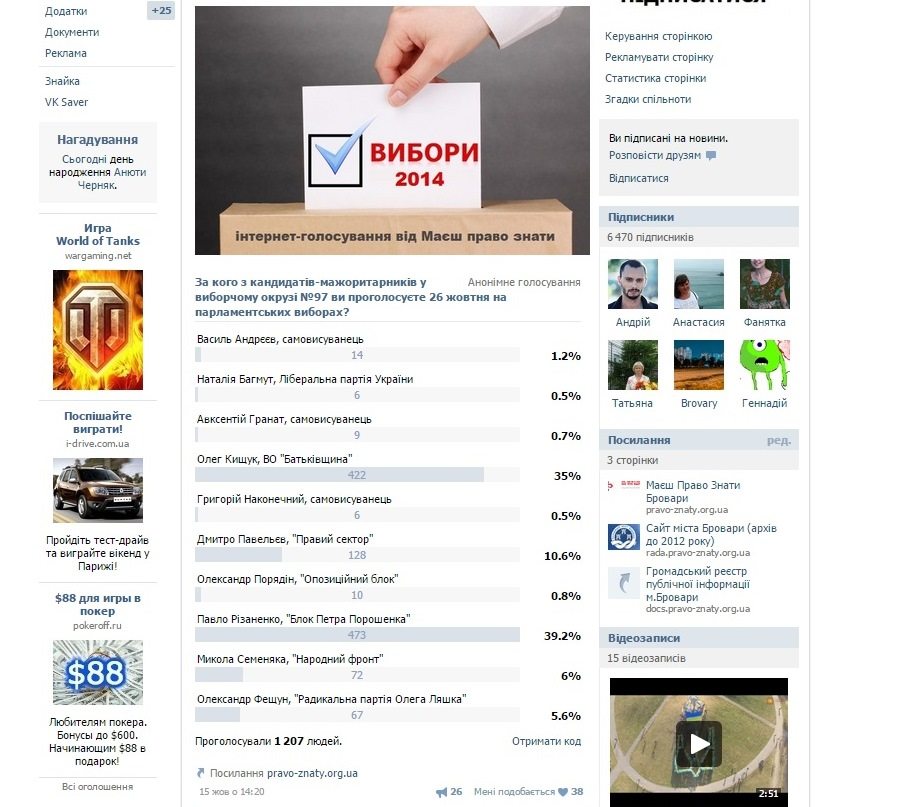 Додатки
+25
Документи
Реклама
Знайка
VK Saver
Нагадування
Сьогодні день
народження Анюти
Черняк.
Игра
World of Tanks
wargaming.net
Поспішайте
виграти!
i-drive.com.ua
Пройдіть тест-драйв
та виграйте вікенд у
Парижі!
$88 для игры в
покер
pokeroff.ru
$88
Любителям покера.
Бонусы до $600.
Начинающим $88 в
подарок!
Всі оголошення
ВИБОРИ
2014
інтернет-голосування від Маєш право знати
За кого з кандидатів-мажоритарників у
виборчому окрузі №97 ви проголосуєте 26 жовтня на
парламентських виборах?
Анонімне голосування
Василь Андрєєв, самовисуванець
14
1.2%
Наталія Багмут, Ліберальна партія України
6
0.5%
Авксентій Гранат, самовисуванець
9
0.7%
Олег Кищук, ВО "Батьківщина"
422
35%
Григорій Наконечний, самовисуванець
6
0.5%
Дмитро Павельєв, "Правий сектор"
128
10.6%
Олександр Порядін, "Опозиційний блок"
10
0.8%
Павло Різаненко, "Блок Петра Порошенка"
473
39.2%
Микола Семеняка, "Народний фронт"
72
6%
Олександр Фещун, "Радикальна партія Олега Ляшка"
67
5.6%
Проголосували 1 207 людей.
Отримати код
Посилання pravo-znaty.org.ua
15 жов о 14:20
26
Мені подобається 38
Керування сторінкою
Рекламувати сторінку
Статистика сторінки
Згадки спільноти
Ви підписані на новини.
Розповісти друзям
Відписатися
Підписники
6 470 підписників
Андрій
Анастасия
Фанятка
Татьяна
Brovary
Геннадій
Посилання
ред.
3 сторінки
Маєш Право Знати
Бровари
pravo-znaty.org.ua
Сайт міста Бровари (архів
до 2012 року)
rada.pravo-znaty.org.ua
Громадський реєстр
публічної інформації
м.Бровари
docs.pravo-znaty.org.ua
Відеозаписи
15 відеозаписів
2:51